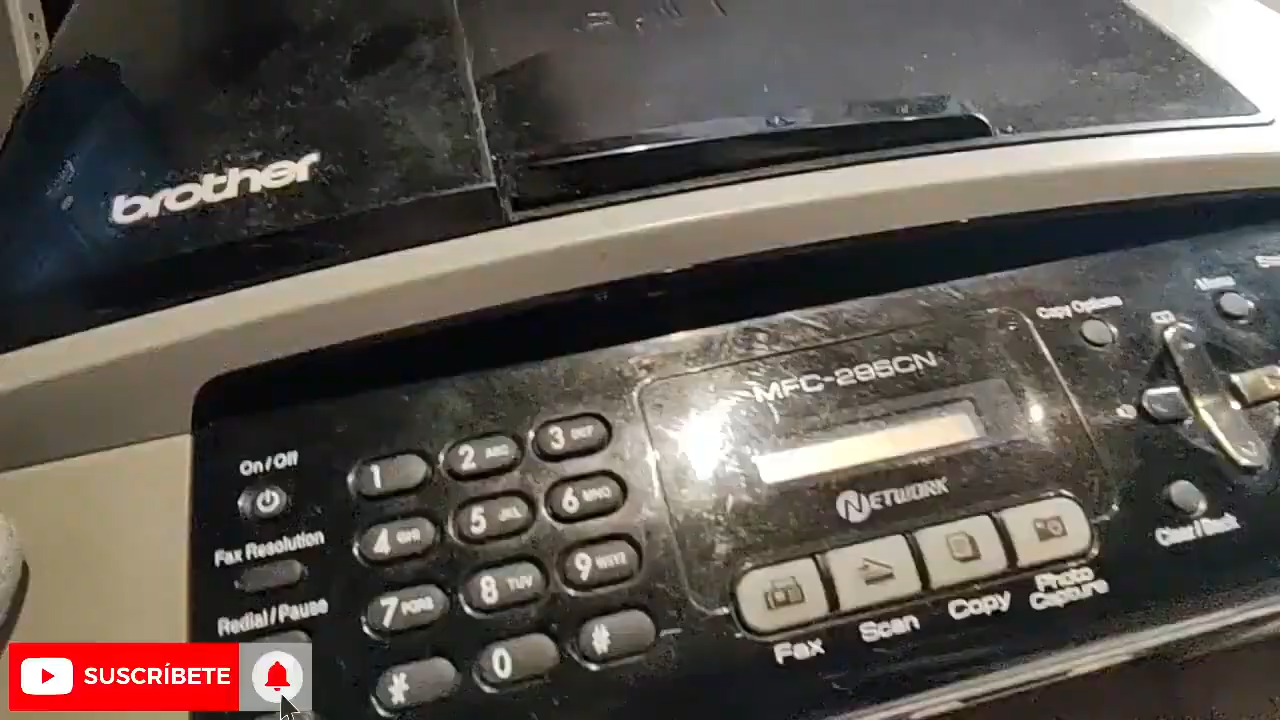 brother
MFC-295CN
NETWORK
Copy Options
Menu
Clear / Back
On / Off
Fax Resolution
Redial / Pause
1
2 ABC
3 DEF
4 GHI
5 JKL
6 MNO
7 PQRS
8 TUV
9 WXYZ
*
0
#
Fax
Scan
Copy
Photo
Capture
SUSCRÍBETE